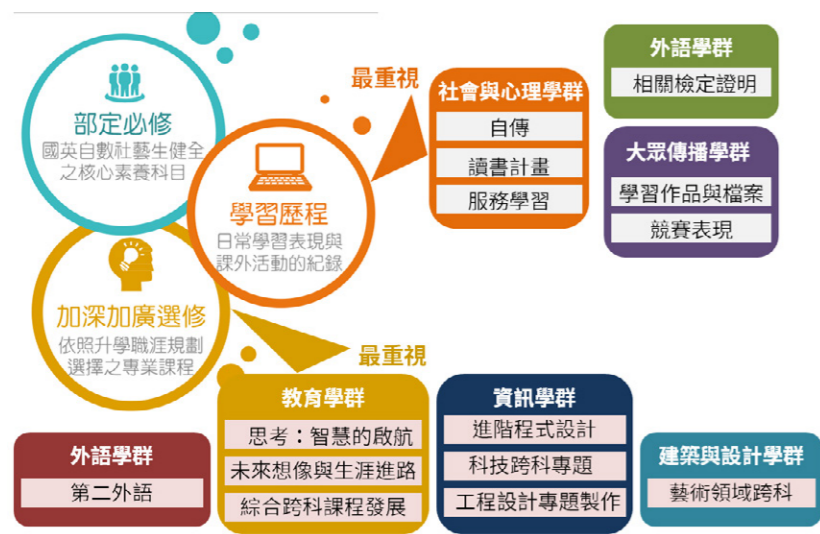 部定必修
國英自數社藝生健全
之核心素養科目
學習歷程
日常學習表現與
課外活動的紀錄
加深加廣選修
依照升學職涯規劃
選擇之專業課程
最重視
社會與心理學群
自傳
讀書計畫
服務學習
外語學群
相關檢定證明
大眾傳播學群
學習作品與檔案
競賽表現
最重視
外語學群
第二外語
教育學群
思考：智慧的啟航
未來想像與生涯進路
綜合跨科課程發展
資訊學群
進階程式設計
科技跨科專題
工程設計專題製作
建築與設計學群
藝術領域跨科